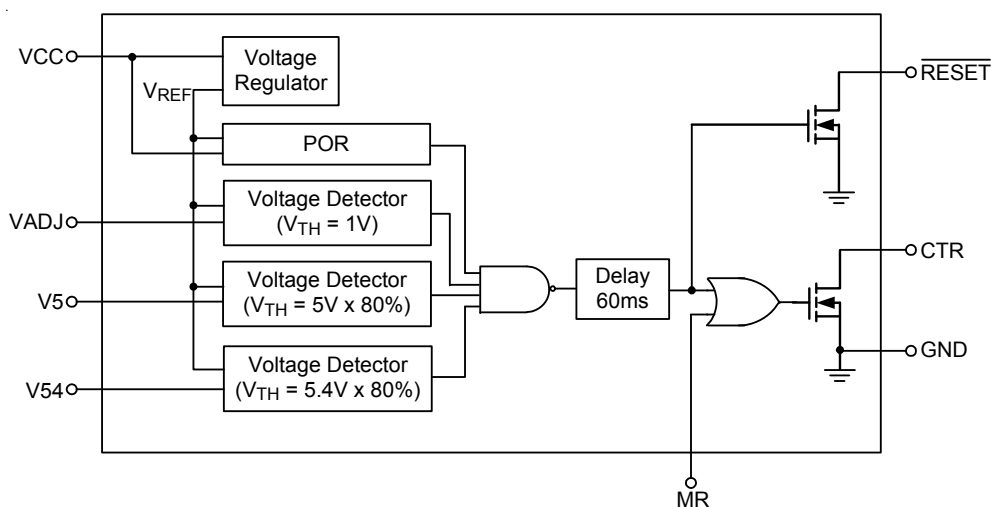 VCC
Voltage
Regulator
VREF
POR
VADJ
Voltage Detector
(VTH = 1V)
V5
Voltage Detector
(VTH = 5V x 80%)
V54
Voltage Detector
(VTH = 5.4V x 80%)
Delay
60ms
RESET
CTR
GND
MR